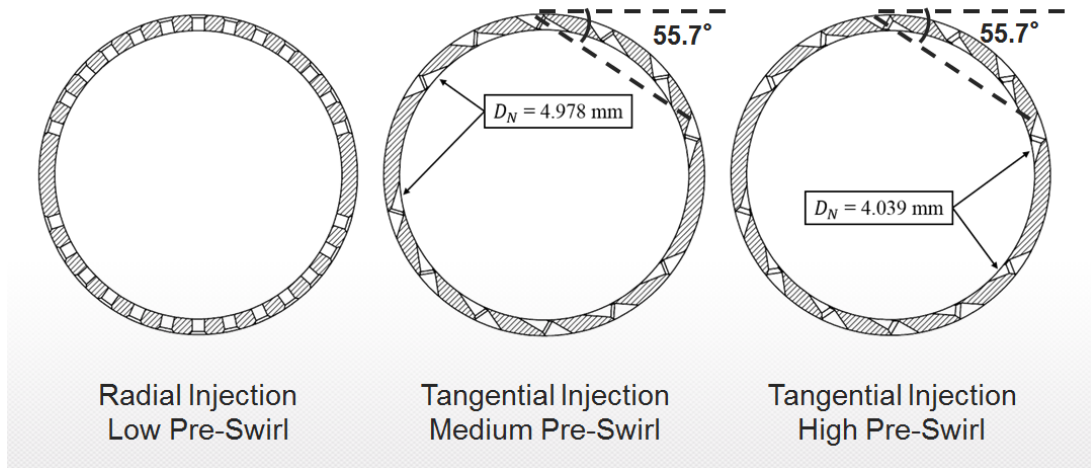 55.7°
55.7°
D_N = 4.978 mm
D_N = 4.039 mm
Radial Injection
Low Pre-Swirl
Tangential Injection
Medium Pre-Swirl
Tangential Injection
High Pre-Swirl